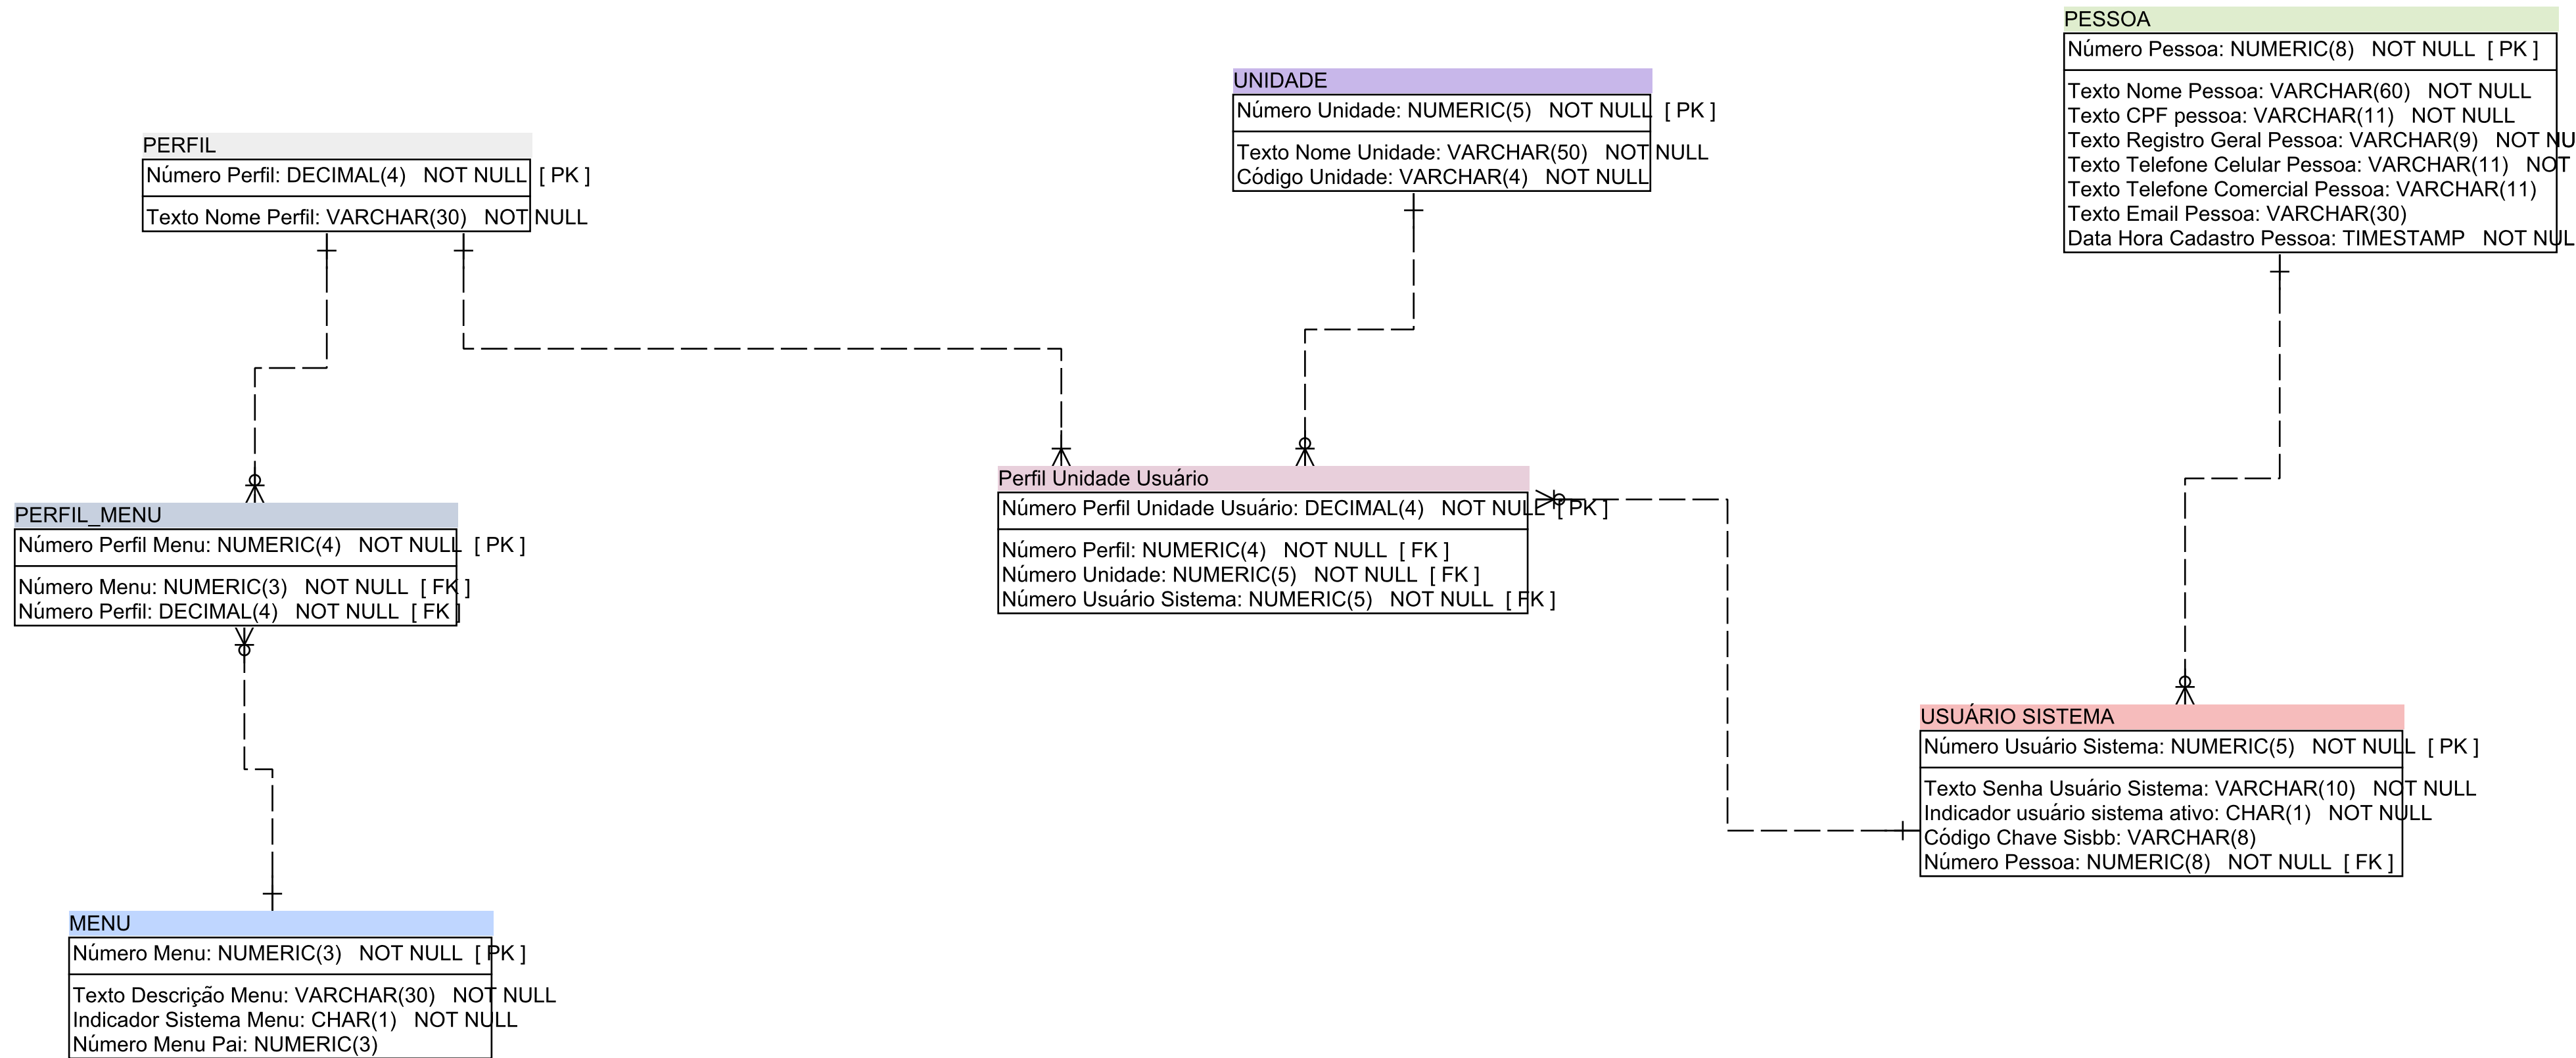 PESSOA
Número Pessoa: NUMERIC(8) NOT NULL [ PK ]
Texto Nome Pessoa: VARCHAR(60) NOT NULL
Texto CPF pessoa: VARCHAR(11) NOT NULL
Texto Registro Geral Pessoa: VARCHAR(9) NOT NU
Texto Telefone Celular Pessoa: VARCHAR(11) NOT
Texto Telefone Comercial Pessoa: VARCHAR(11)
Texto Email Pessoa: VARCHAR(30)
Data Hora Cadastro Pessoa: TIMESTAMP NOT NUL
UNIDADE
Número Unidade: NUMERIC(5) NOT NULL [ PK ]
Texto Nome Unidade: VARCHAR(50) NOT NULL
Código Unidade: VARCHAR(4) NOT NULL
PERFIL
Número Perfil: DECIMAL(4) NOT NULL [ PK ]
Texto Nome Perfil: VARCHAR(30) NOT NULL
Perfil Unidade Usuário
Número Perfil Unidade Usuário: DECIMAL(4) NOT NULL [ PK ]
Número Perfil: NUMERIC(4) NOT NULL [ FK ]
Número Unidade: NUMERIC(5) NOT NULL [ FK ]
Número Usuário Sistema: NUMERIC(5) NOT NULL [ FK ]
PERFIL_MENU
Número Perfil Menu: NUMERIC(4) NOT NULL [ PK ]
Número Menu: NUMERIC(3) NOT NULL [ FK ]
Número Perfil: DECIMAL(4) NOT NULL [ FK ]
USUÁRIO SISTEMA
Número Usuário Sistema: NUMERIC(5) NOT NULL [ PK ]
Texto Senha Usuário Sistema: VARCHAR(10) NOT NULL
Indicador usuário sistema ativo: CHAR(1) NOT NULL
Código Chave Sisbb: VARCHAR(8)
Número Pessoa: NUMERIC(8) NOT NULL [ FK ]
MENU
Número Menu: NUMERIC(3) NOT NULL [ PK ]
Texto Descrição Menu: VARCHAR(30) NOT NULL
Indicador Sistema Menu: CHAR(1) NOT NULL
Número Menu Pai: NUMERIC(3)